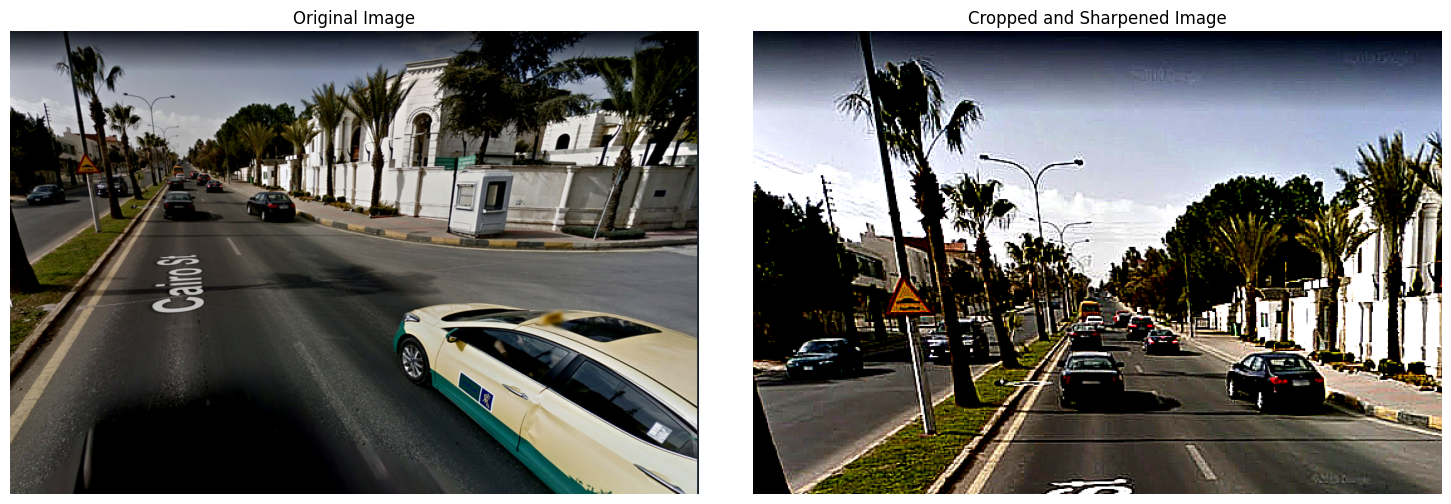 Original Image
Cropped and Sharpened Image
Cairo St